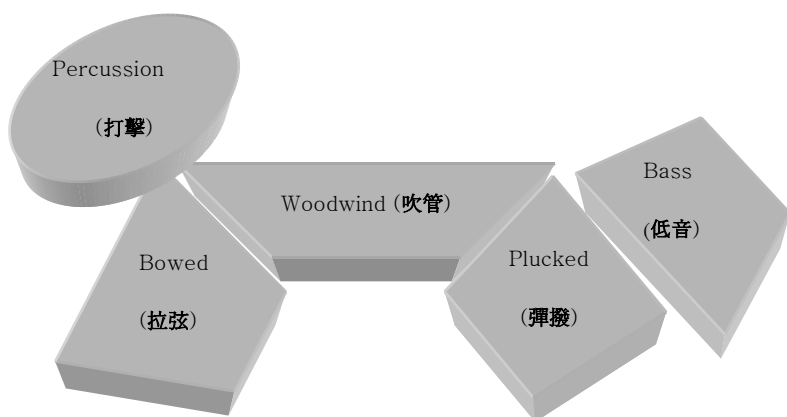 Percussion
(打擊)
Woodwind (吹管)
Bass
(低音)
Bowed
(拉弦)
Plucked
(彈撥)